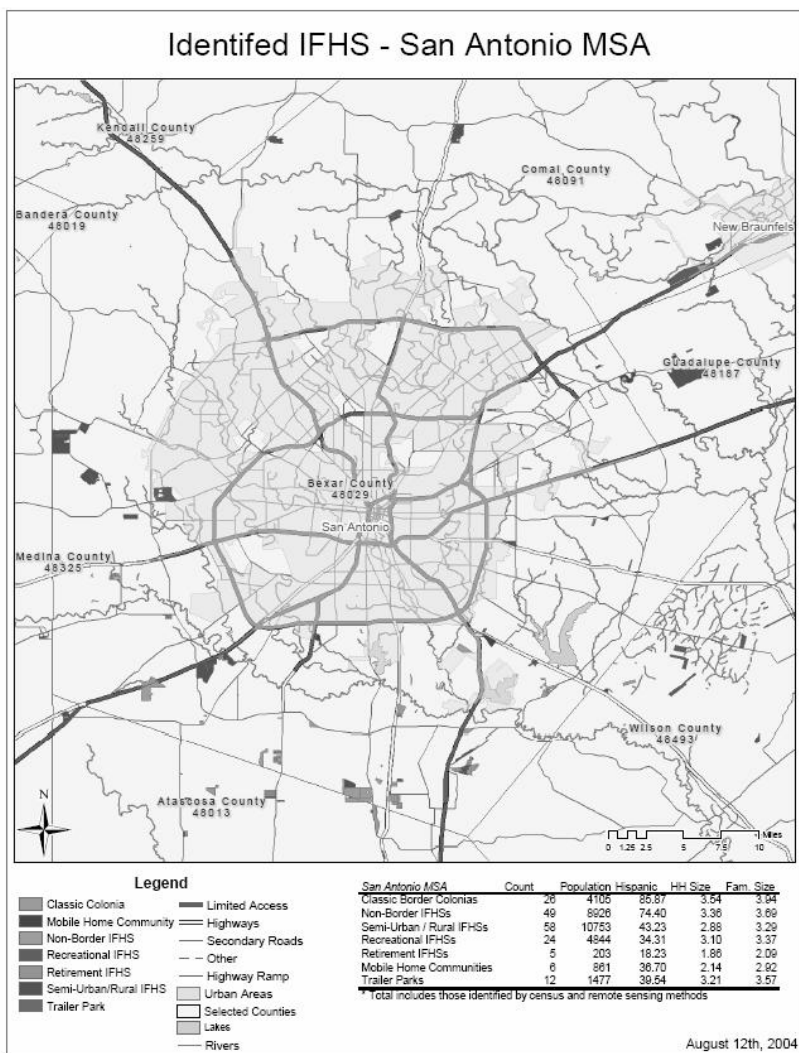 Identifed IFHS - San Antonio MSA
Kendall County
48259
Comal County
48091
Bandera County
48019
New Braunfels
Guadalupe County
48187
Bexar County
48029
San Antonio
Medina County
48325
Wilson County
48493
Atascosa County
48013
N
0 1.25 2.5 5 7.5 10
Miles
Legend
Classic Colonia
Mobile Home Community
Non-Border IFHS
Recreational IFHS
Retirement IFHS
Semi-Urban/Rural IFHS
Trailer Park
Limited Access
Highways
Secondary Roads
Other
Highway Ramp
Urban Areas
Selected Counties
Lakes
Rivers
San Antonio MSA Count Population Hispanic HH Size Fam. Size
Classic Border Colonias 26 4105 85.87 3.54 3.94
Non-Border IFHSs 49 8926 74.40 3.36 3.69
Semi-Urban / Rural IFHSs 58 10753 43.23 2.88 3.29
Recreational IFHSs 24 4844 34.31 3.10 3.37
Retirement IFHSs 5 203 18.23 1.86 2.09
Mobile Home Communities 6 861 36.70 2.14 2.92
Trailer Parks 12 1477 39.54 3.21 3.57
* Total includes those identified by census and remote sensing methods
August 12th, 2004